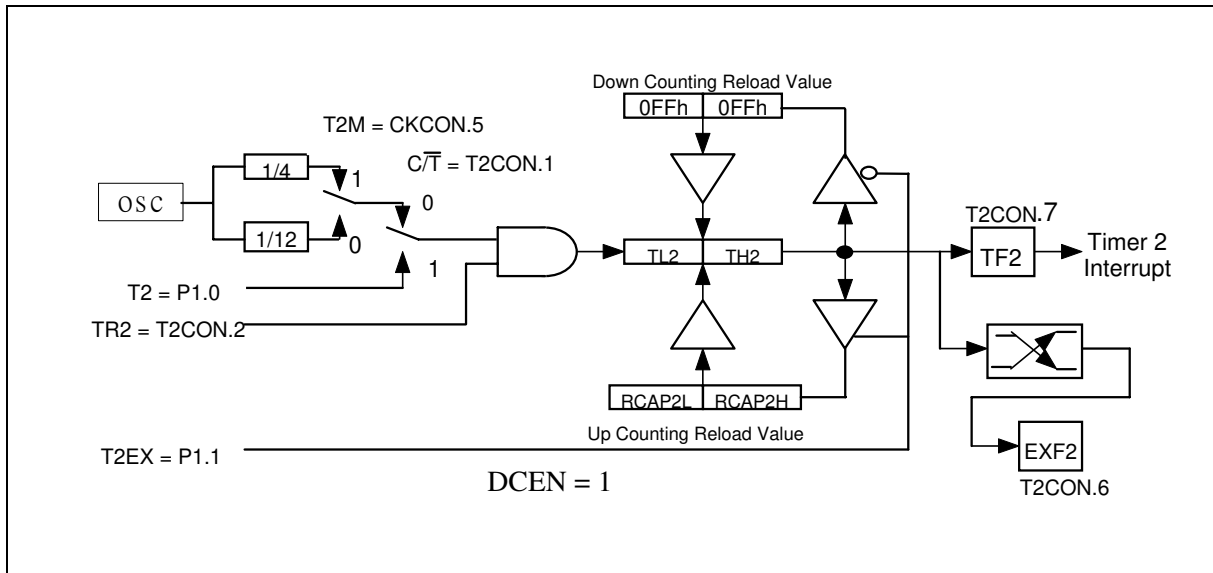 Down Counting Reload Value
0FFh 0FFh
T2M = CKCON.5
C/T̅ = T2CON.1
1/4
1
0
OSC
1/12
0
1
TL2 TH2
T2CON.7
TF2
Timer 2
Interrupt
T2 = P1.0
TR2 = T2CON.2
RCAP2L RCAP2H
Up Counting Reload Value
T2EX = P1.1
EXF2
T2CON.6
DCEN = 1